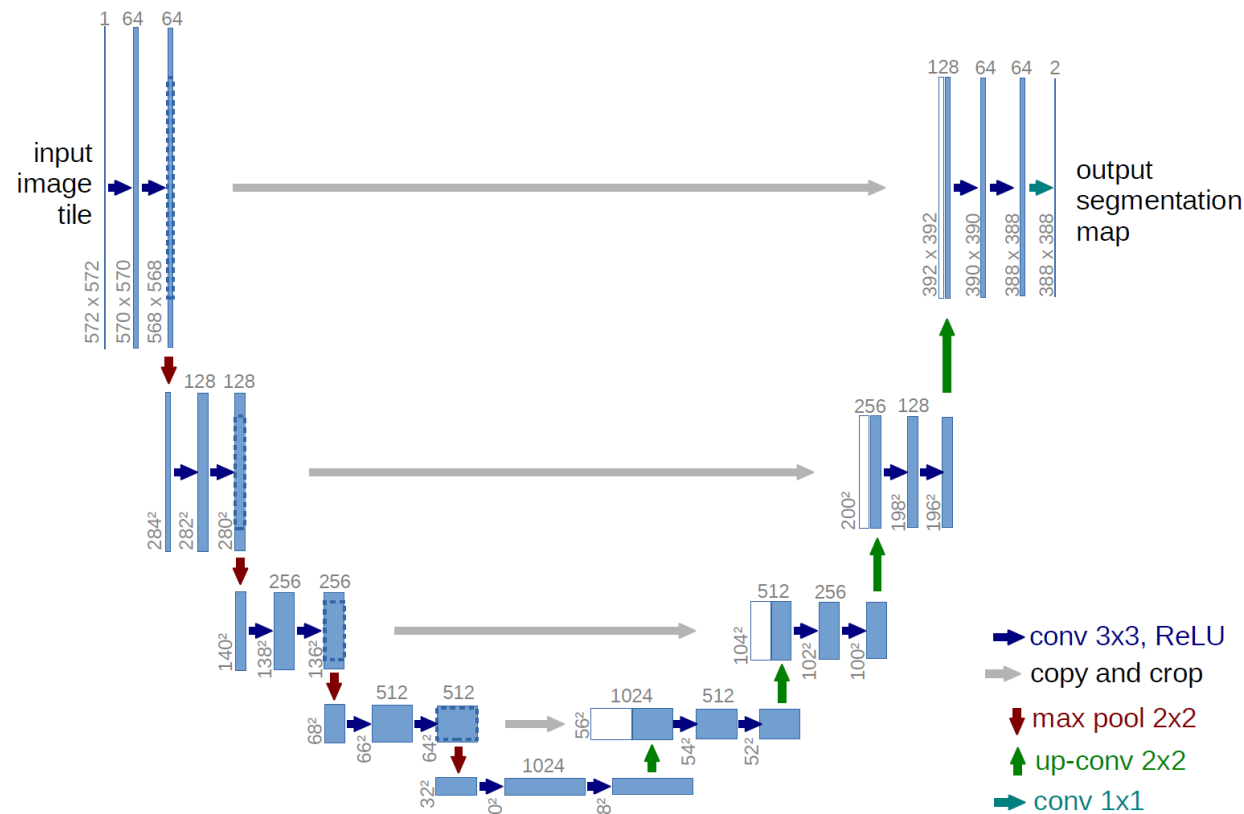 1 64 64
128 64 64 2
input
image
tile
output
segmentation
map
572 x 572
570 x 570
568 x 568
392 x 392
390 x 390
388 x 388
388 x 388
128 128
256 128
284²
282²
280²
200²
198²
196²
256 256
512 256
140²
138²
136²
104²
102²
100²
512 512
1024 512
68²
66²
64²
56²
54²
52²
1024
32²
0²
8²
conv 3x3, ReLU
copy and crop
max pool 2x2
up-conv 2x2
conv 1x1